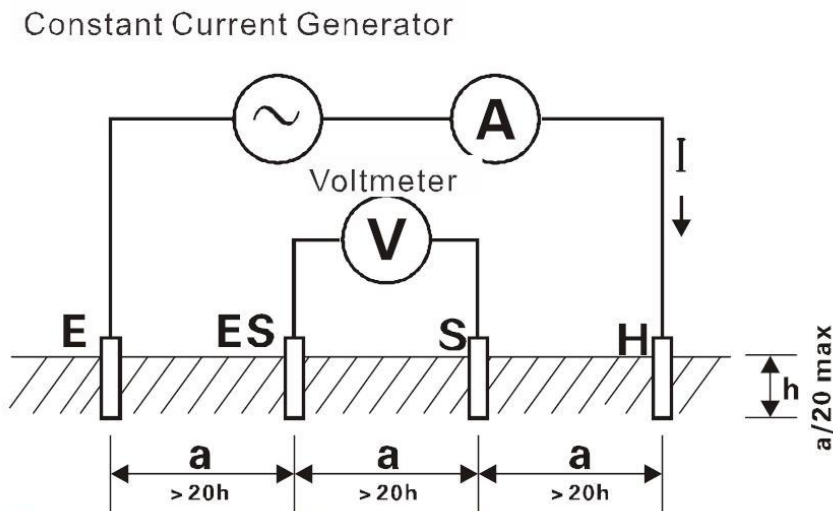 Constant Current Generator
A
I
Voltmeter
V
E
ES
S
H
h
a/20 max
a
a
a
>20h
>20h
>20h